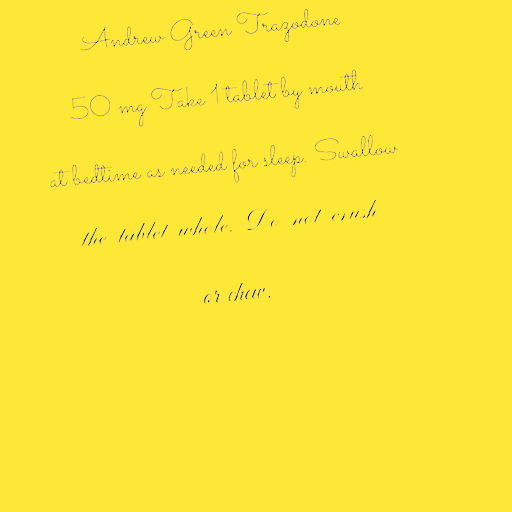 Andrew Green Trazodone
50 mg Take 1 tablet by mouth
at bedtime as needed for sleep. Swallow
the tablet whole. Do not crush
or chew.